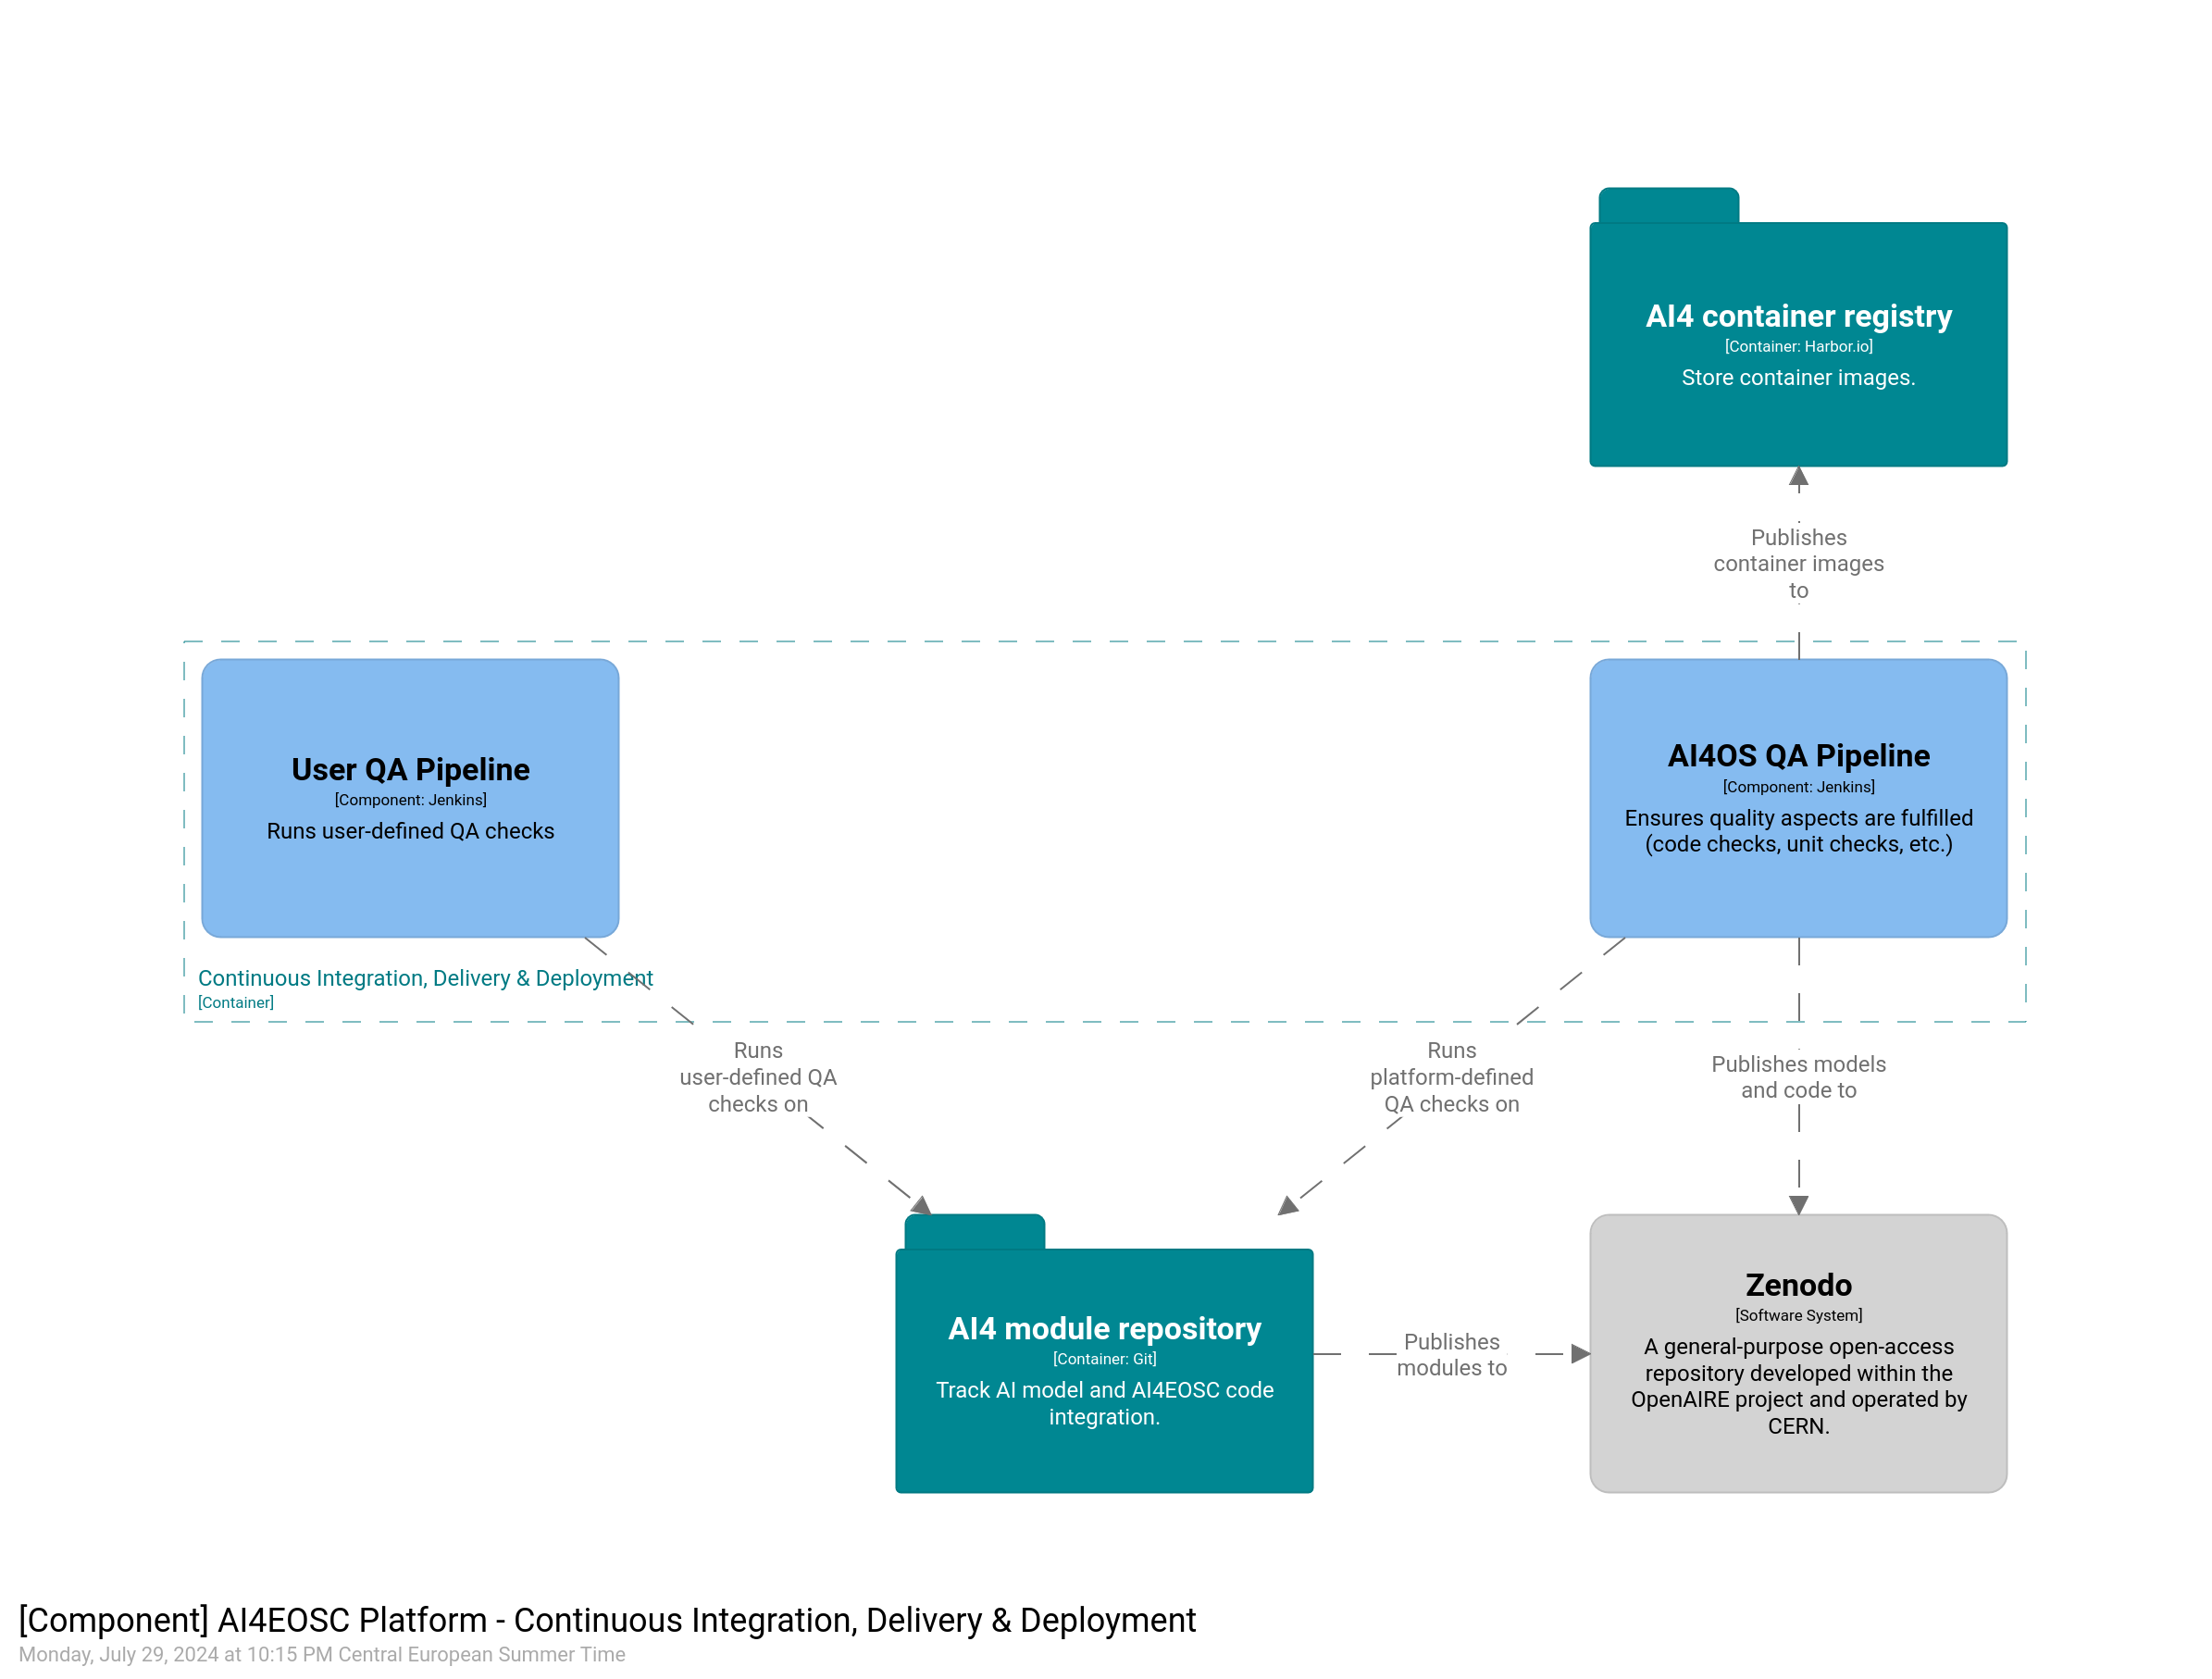 AI4 container registry
[Container: Harbor.io]
Store container images.
Publishes
container images
to
User QA Pipeline
[Component: Jenkins]
Runs user-defined QA checks
AI4OS QA Pipeline
[Component: Jenkins]
Ensures quality aspects are fulfilled
(code checks, unit checks, etc.)
Continuous Integration, Delivery & Deployment
[Container]
Runs
user-defined QA
checks on
Runs
platform-defined
QA checks on
Publishes models
and code to
AI4 module repository
[Container: Git]
Track AI model and AI4EOSC code
integration.
Publishes
modules to
Zenodo
[Software System]
A general-purpose open-access
repository developed within the
OpenAIRE project and operated by
CERN.
[Component] AI4EOSC Platform - Continuous Integration, Delivery & Deployment
Monday, July 29, 2024 at 10:15 PM Central European Summer Time